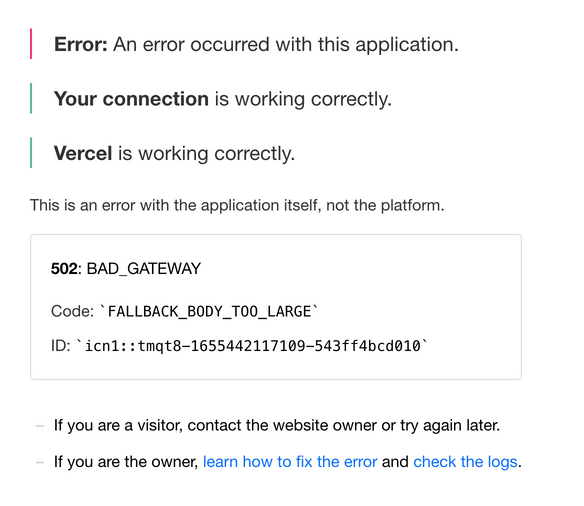 Error: An error occurred with this application.
Your connection is working correctly.
Vercel is working correctly.
This is an error with the application itself, not the platform.
502: BAD_GATEWAY
Code: `FALLBACK_BODY_TOO_LARGE`
ID: `icn1::tmqt8-1655442117109-543ff4bcd010`
– If you are a visitor, contact the website owner or try again later.
– If you are the owner, learn how to fix the error and check the logs.